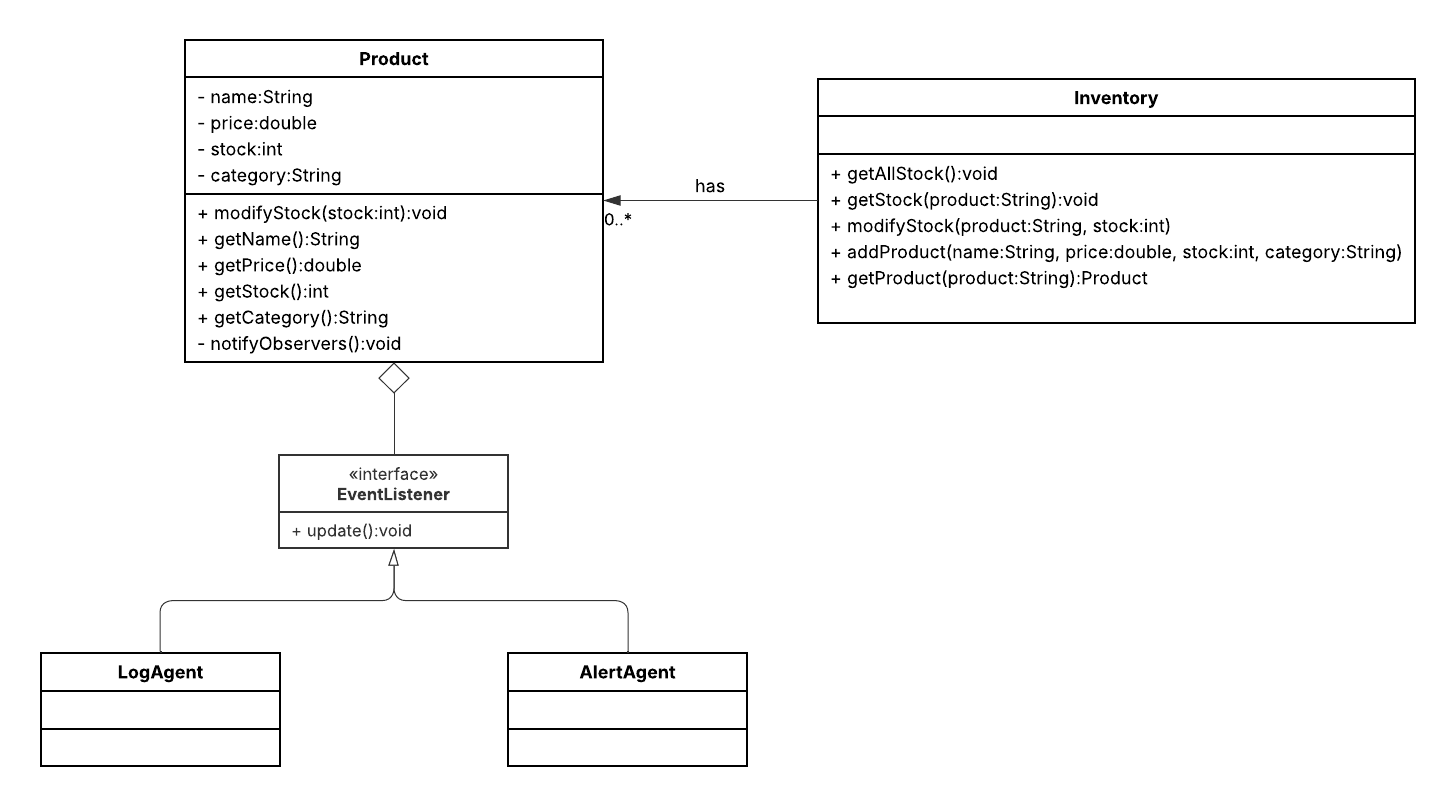 Product
- name:String
- price:double
- stock:int
- category:String
+ modifyStock(stock:int):void
+ getName():String
+ getPrice():double
+ getStock():int
+ getCategory():String
- notifyObservers():void
has
0..*
Inventory
+ getAllStock():void
+ getStock(product:String):void
+ modifyStock(product:String, stock:int)
+ addProduct(name:String, price:double, stock:int, category:String)
+ getProduct(product:String):Product
«interface»
EventListener
+ update():void
LogAgent
AlertAgent